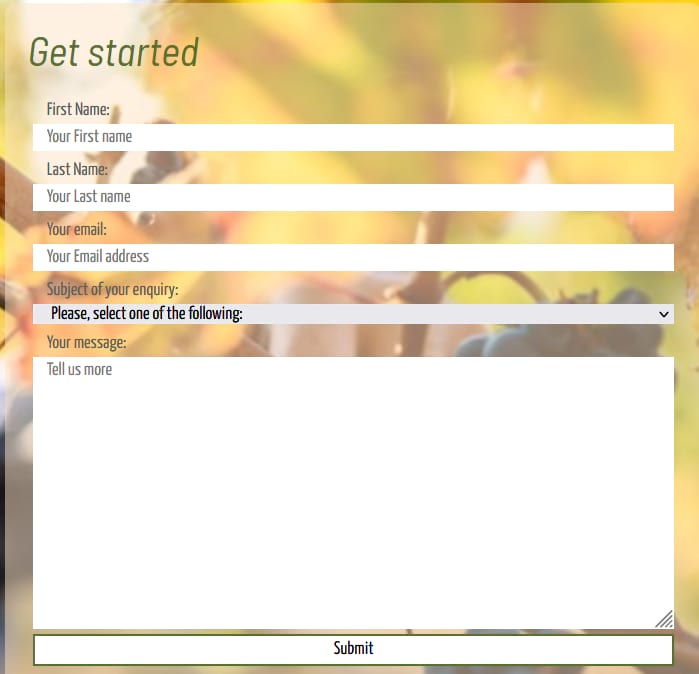 Get started
First Name:
Your First name
Last Name:
Your Last name
Your email:
Your Email address
Subject of your enquiry:
Please, select one of the following:
Your message:
Tell us more
Submit